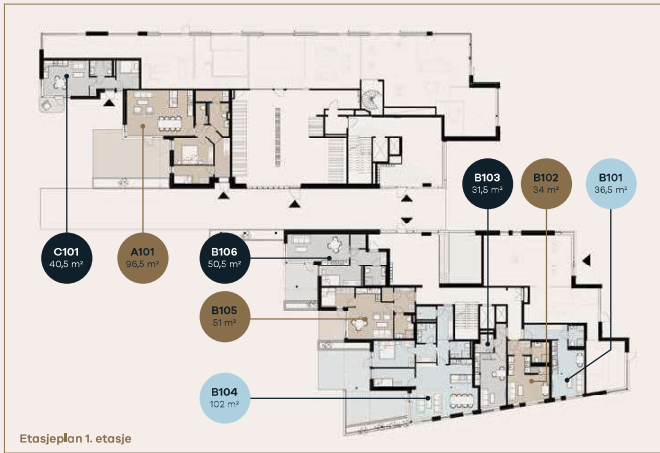 B103
31,5 m²
B102
34 m²
B101
36,5 m²
C101
40,5 m²
A101
96,5 m²
B106
50,5 m²
B105
51 m²
B104
102 m²
Etasjeplan 1. etasje